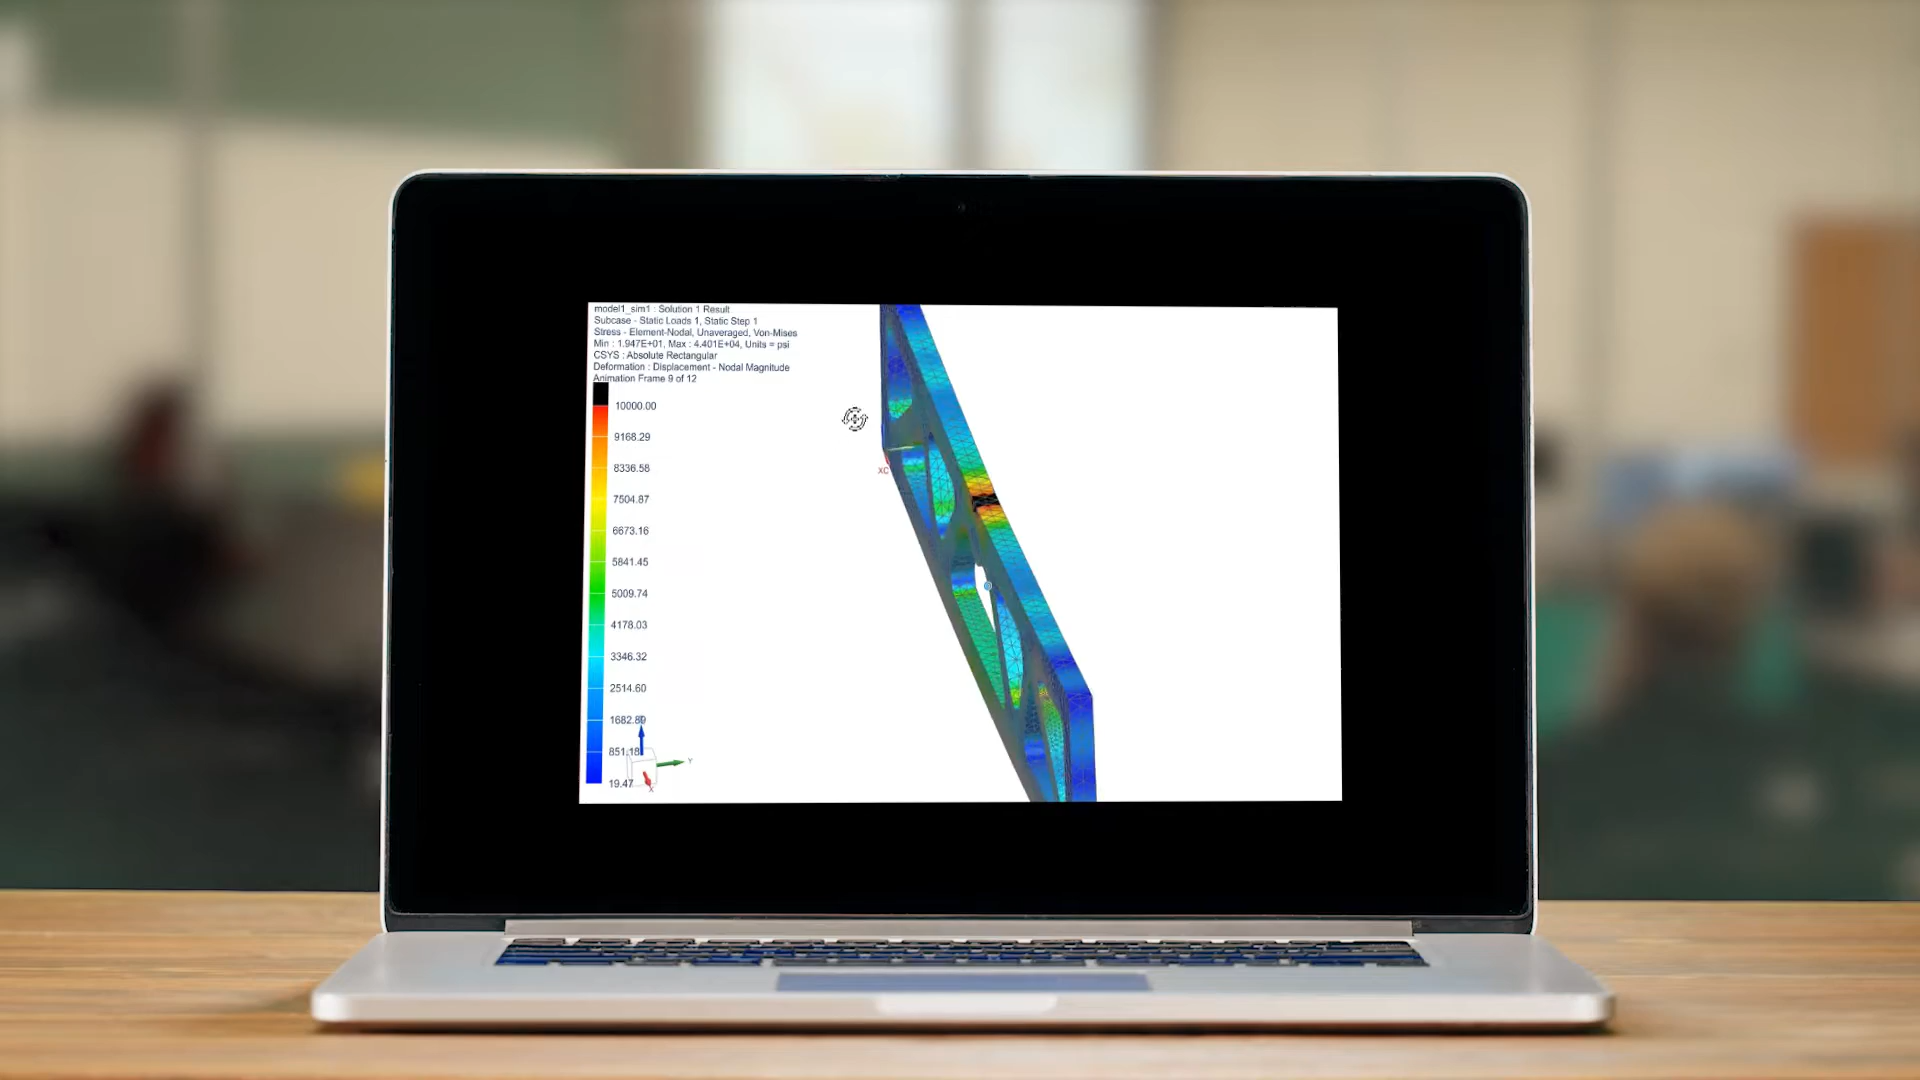 model1_sim1 : Solution 1 Result
Subcase - Static Loads 1, Static Step 1
Stress - Element-Nodal, Unaveraged, Von-Mises
Min : 1.947E+01, Max : 4.401E+04, Units = psi
CSYS : Absolute Rectangular
Deformation : Displacement - Nodal Magnitude
Animation Frame 9 of 12
10000.00
9168.29
8336.58
7504.87
6673.16
5841.45
5009.74
4178.03
3346.32
2514.60
1682.89
851.18
19.47
XC
Y
X